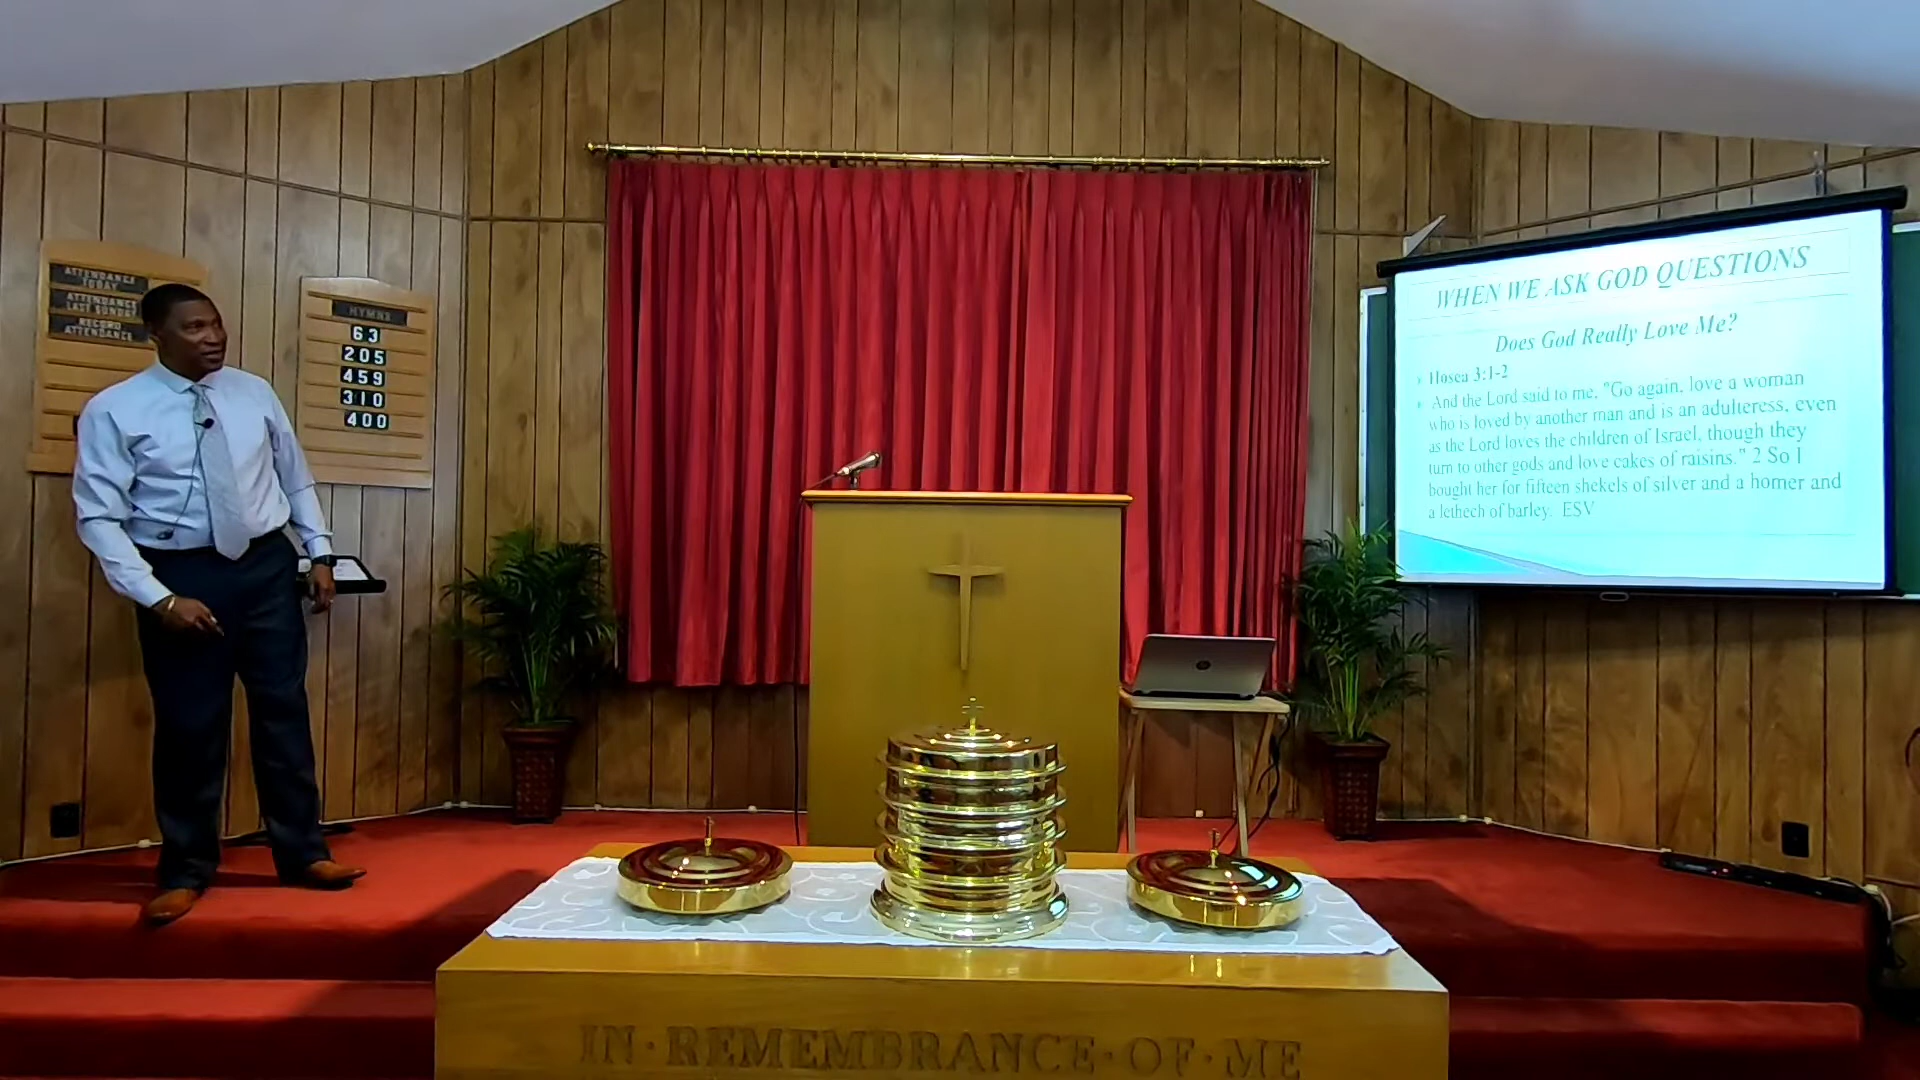 ATTENDANCE
TODAY
ATTENDANCE
LAST SUNDAY
RECORD
ATTENDANCE
HYMNS
63
205
459
310
400
WHEN WE ASK GOD QUESTIONS
Does God Really Love Me?
Hosea 3:1-2
And the Lord said to me, "Go again, love a woman
who is loved by another man and is an adulteress, even
as the Lord loves the children of Israel, though they
turn to other gods and love cakes of raisins." 2 So I
bought her for fifteen shekels of silver and a homer and
a lethech of barley. ESV
IN·REMEMBRANCE·OF·ME